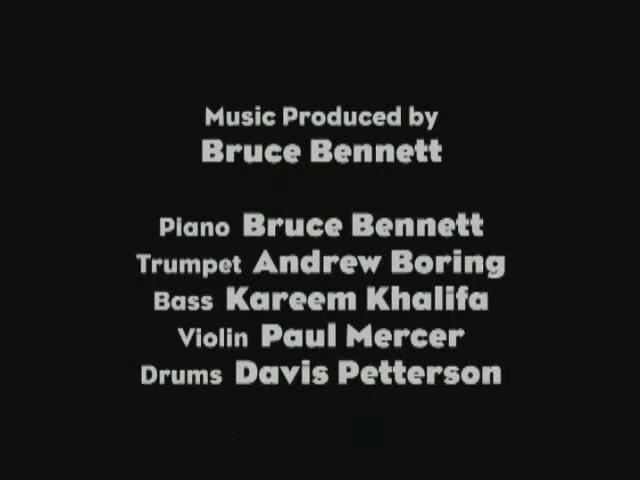 Music Produced by
Bruce Bennett
Piano Bruce Bennett
Trumpet Andrew Boring
Bass Kareem Khalifa
Violin Paul Mercer
Drums Davis Petterson